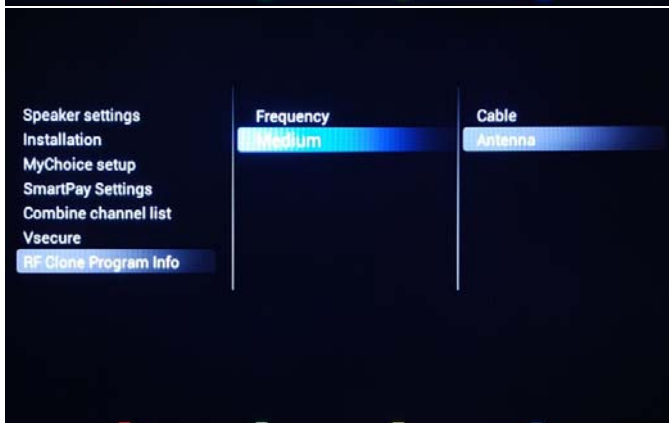 Speaker settings
Installation
MyChoice setup
SmartPay Settings
Combine channel list
Vsecure
RF Clone Program Info
Frequency
Medium
Cable
Antenna